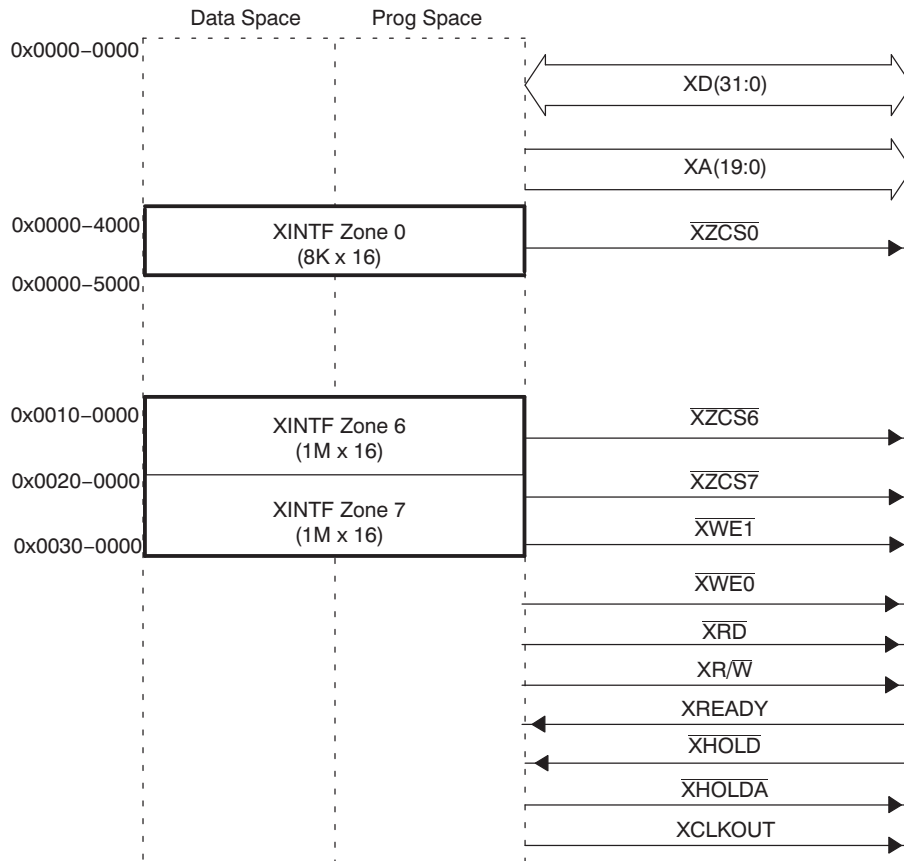 Data Space Prog Space
0x0000−0000
XD(31:0)
XA(19:0)
0x0000−4000
XINTF Zone 0
(8K x 16)
XZCS0
0x0000−5000
0x0010−0000
XINTF Zone 6
(1M x 16)
XZCS6
0x0020−0000
XZCS7
XINTF Zone 7
(1M x 16)
XWE1
0x0030−0000
XWE0
XRD
XR/W
XREADY
XHOLD
XHOLDA
XCLKOUT